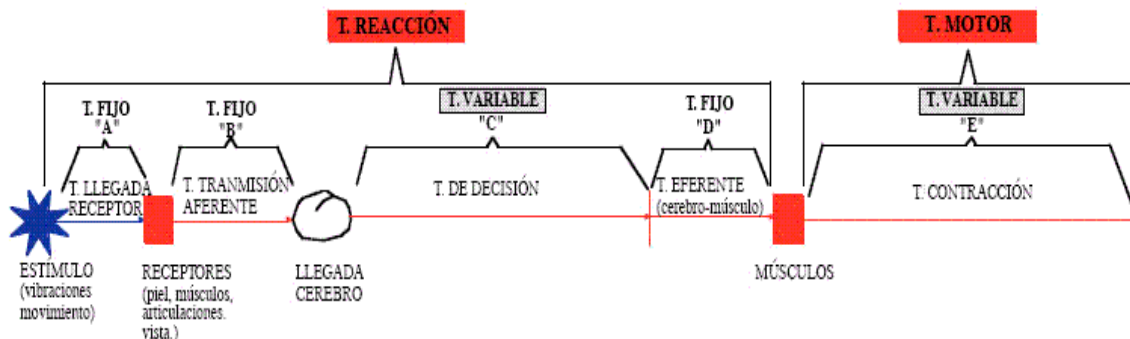 T. REACCIÓN
T. MOTOR
T. FIJO
"A"
T. FIJO
"B"
T. VARIABLE
"C"
T. FIJO
"D"
T. VARIABLE
"E"
T. LLEGADA
RECEPTOR
T. TRANMISIÓN
AFERENTE
T. DE DECISIÓN
T. EFERENTE
(cerebro-músculo)
T. CONTRACCIÓN
ESTÍMULO
(vibraciones
movimiento)
RECEPTORES
(piel, músculos,
articulaciones.
vista.)
LLEGADA
CEREBRO
MÚSCULOS